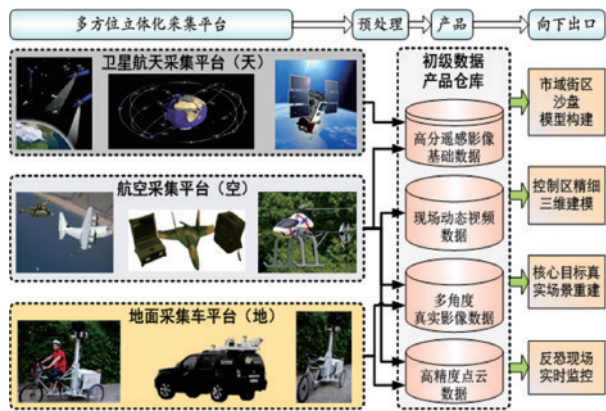 多方位立体化采集平台
预处理
产品
向下出口
卫星航天采集平台（天）
航空采集平台（空）
地面采集车平台（地）
初级数据
产品仓库
高分遥感影像
基础数据
现场动态视频
数据
多角度
真实影像数据
高精度点云
数据
市域街区
沙盘
模型构建
控制区精细
三维建模
核心目标真
实场景重建
反恐现场
实时监控